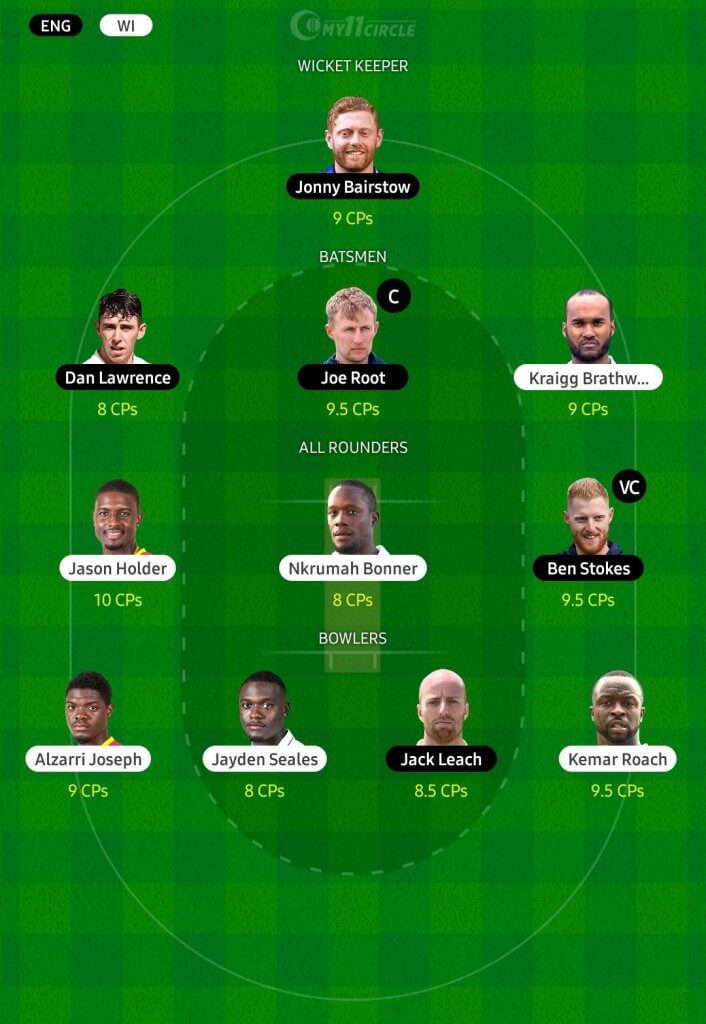 ENG WI
MY11CIRCLE
WICKET KEEPER
Jonny Bairstow
9 CPs
BATSMEN
C
Dan Lawrence Joe Root Kraigg Brathw...
8 CPs 9.5 CPs 9 CPs
ALL ROUNDERS
VC
Jason Holder Nkrumah Bonner Ben Stokes
10 CPs 8 CPs 9.5 CPs
BOWLERS
Alzarri Joseph Jayden Seales Jack Leach Kemar Roach
9 CPs 8 CPs 8.5 CPs 9.5 CPs